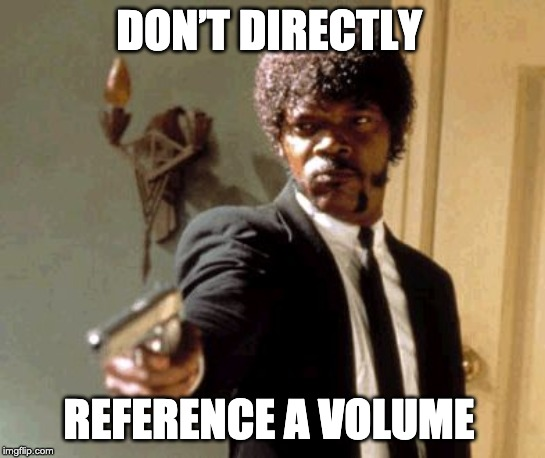 DON'T DIRECTLY
REFERENCE A VOLUME
imgflip.com